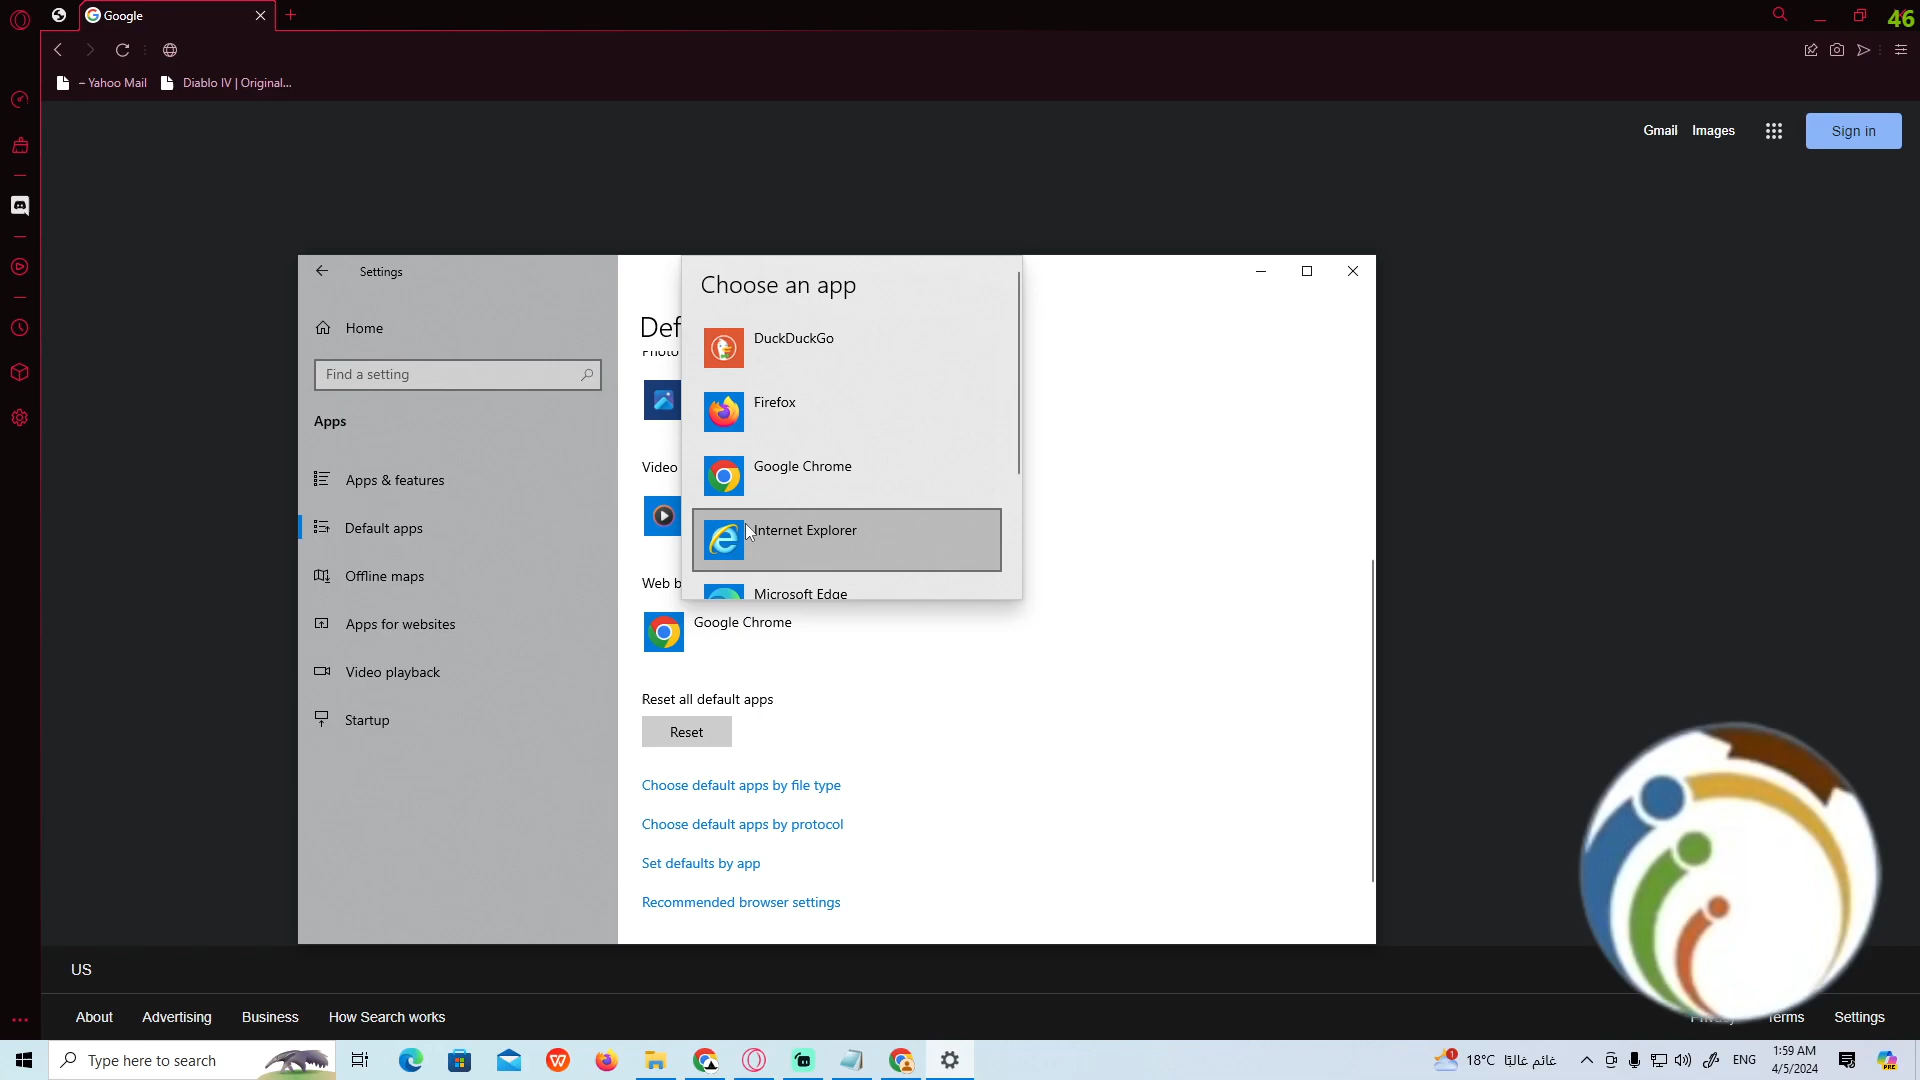 Google
46
– Yahoo Mail
Diablo IV | Original...
Gmail Images
Sign in
Settings
Home
Find a setting
Apps
Apps & features
Default apps
Offline maps
Apps for websites
Video playback
Startup
Def
Photo
Video
Web b
Choose an app
DuckDuckGo
Firefox
Google Chrome
Internet Explorer
Microsoft Edge
Google Chrome
Reset all default apps
Reset
Choose default apps by file type
Choose default apps by protocol
Set defaults by app
Recommended browser settings
US
About Advertising Business How Search works
Privacy Terms Settings
Type here to search
1
18°C غائم غالبًا
ENG
1:59 AM
4/5/2024
PRE